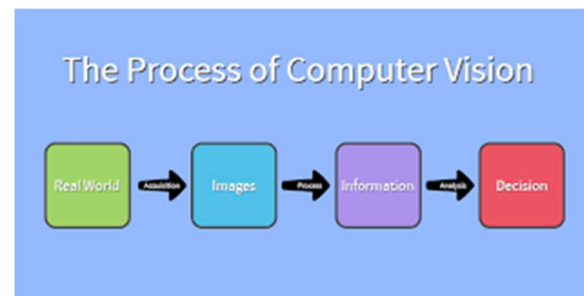 The Process of Computer Vision
Real World Acquisition Images Process Information Analysis Decision